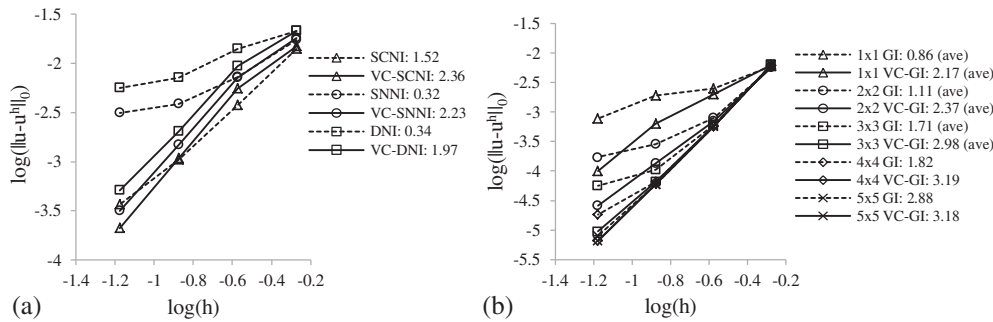 -1.5
-2
-2.5
-3
-3.5
-4
log(||u-uʰ||₀)
-1.4 -1.2 -1 -0.8 -0.6 -0.4 -0.2
log(h)
(a)
SCNI: 1.52
VC-SCNI: 2.36
SNNI: 0.32
VC-SNNI: 2.23
DNI: 0.34
VC-DNI: 1.97
-1.5
-2
-2.5
-3
-3.5
-4
-4.5
-5
-5.5
log(||u-uʰ||₀)
-1.4 -1.2 -1 -0.8 -0.6 -0.4 -0.2
log(h)
(b)
1x1 GI: 0.86 (ave)
1x1 VC-GI: 2.17 (ave)
2x2 GI: 1.11 (ave)
2x2 VC-GI: 2.37 (ave)
3x3 GI: 1.71 (ave)
3x3 VC-GI: 2.98 (ave)
4x4 GI: 1.82
4x4 VC-GI: 3.19
5x5 GI: 2.88
5x5 VC-GI: 3.18